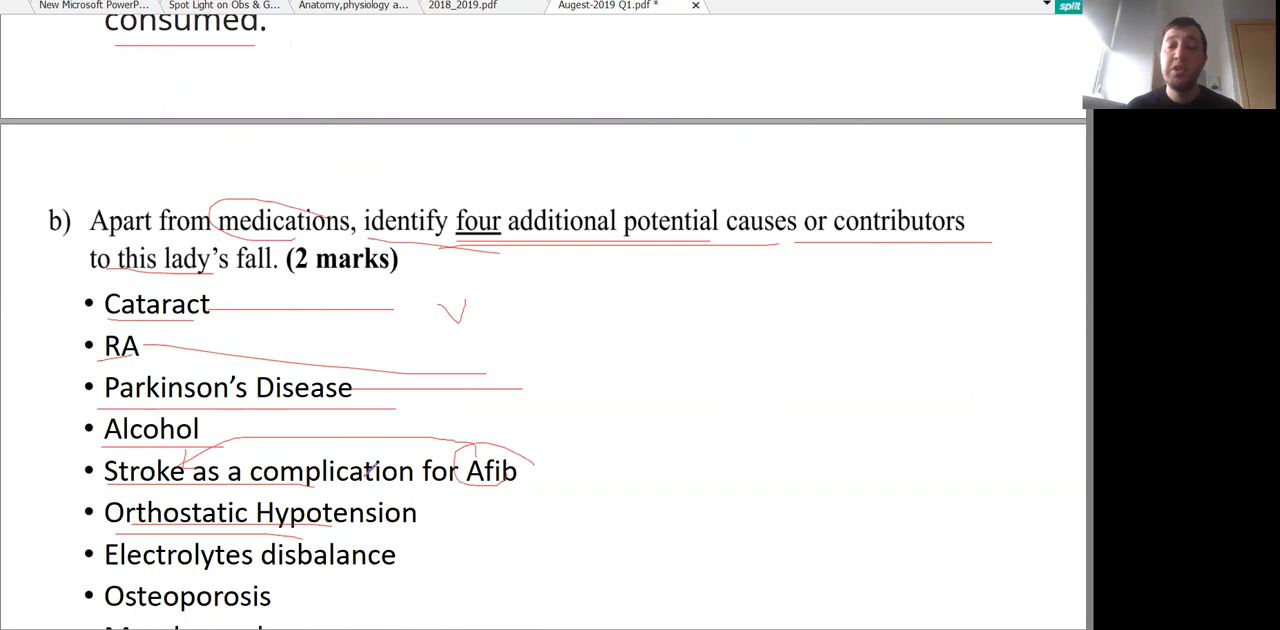 New Microsoft PowerP...
Spot Light on Obs & G...
Anatomy,physiology a...
2018_2019.pdf
Augest-2019 Q1.pdf *
split
consumed.
b) Apart from medications, identify four additional potential causes or contributors
to this lady's fall. (2 marks)
• Cataract
• RA
• Parkinson's Disease
• Alcohol
• Stroke as a complication for Afib
• Orthostatic Hypotension
• Electrolytes disbalance
• Osteoporosis